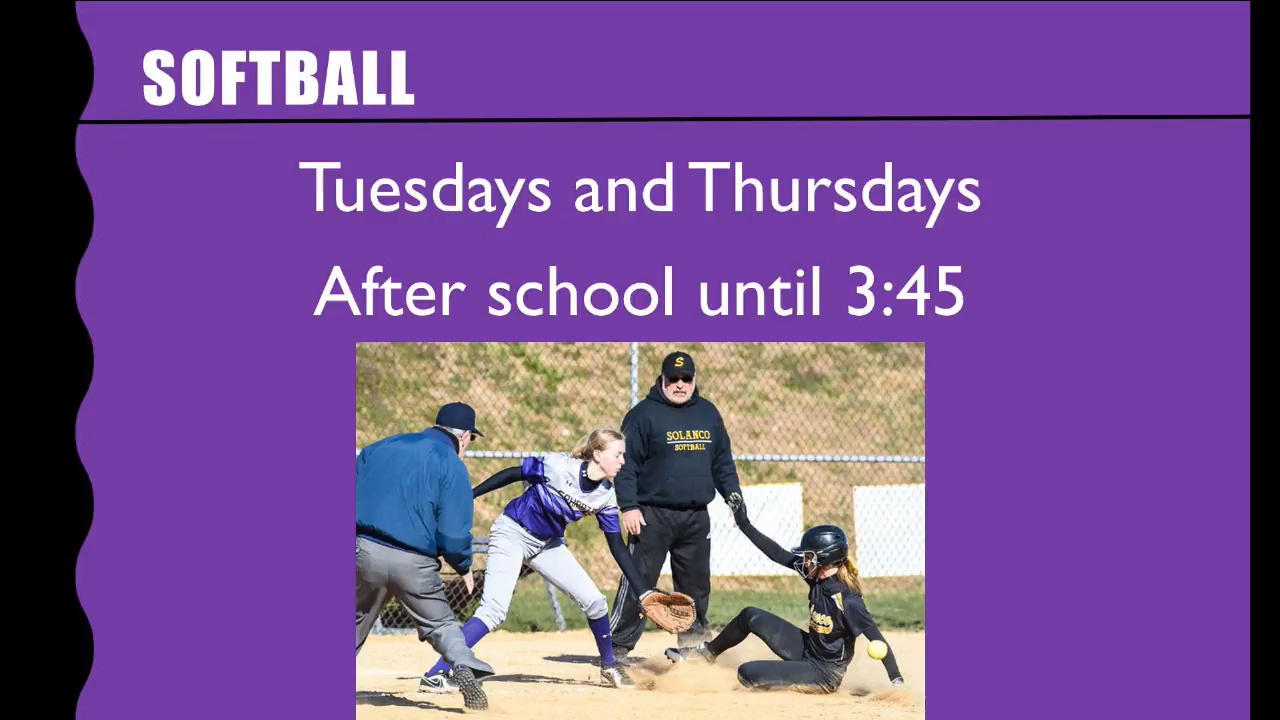 SOFTBALL
Tuesdays and Thursdays
After school until 3:45
S
SOLANCO
SOFTBALL